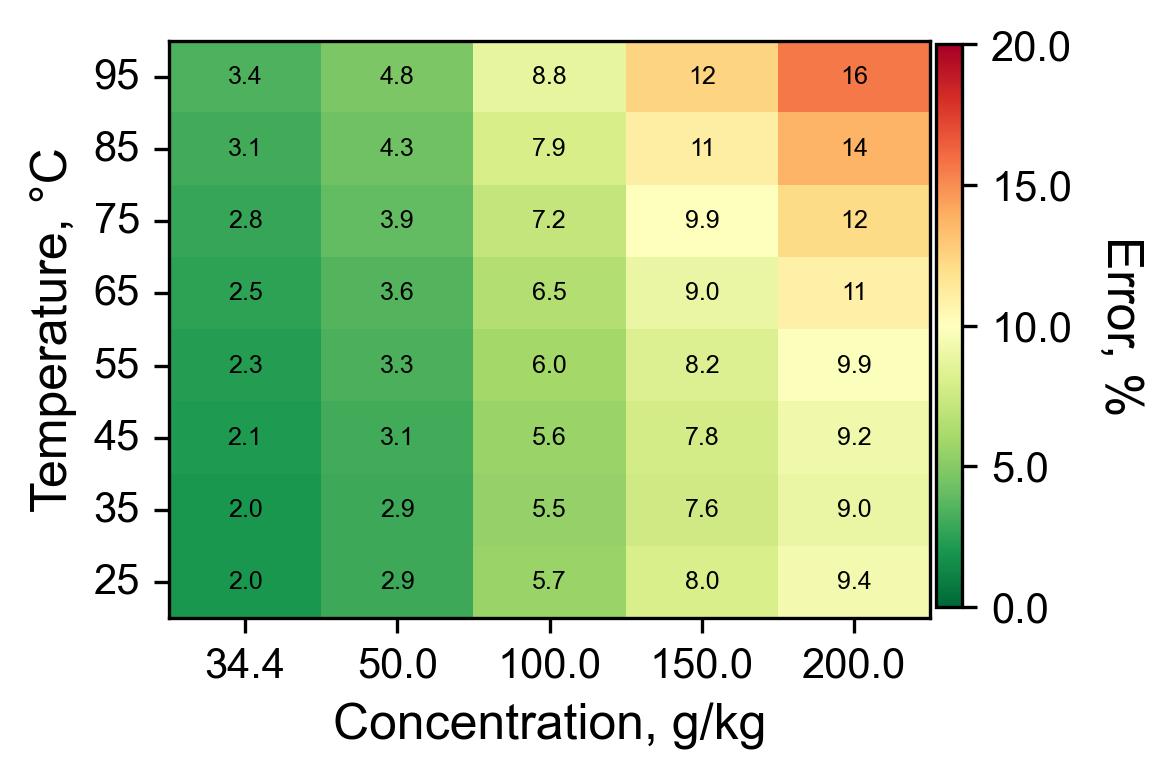 20.0
95 3.4 4.8 8.8 12 16
85 3.1 4.3 7.9 11 14
15.0
75 2.8 3.9 7.2 9.9 12
65 2.5 3.6 6.5 9.0 11
10.0
55 2.3 3.3 6.0 8.2 9.9
45 2.1 3.1 5.6 7.8 9.2
5.0
35 2.0 2.9 5.5 7.6 9.0
25 2.0 2.9 5.7 8.0 9.4
0.0
34.4 50.0 100.0 150.0 200.0
Concentration, g/kg
Temperature, °C
Error, %